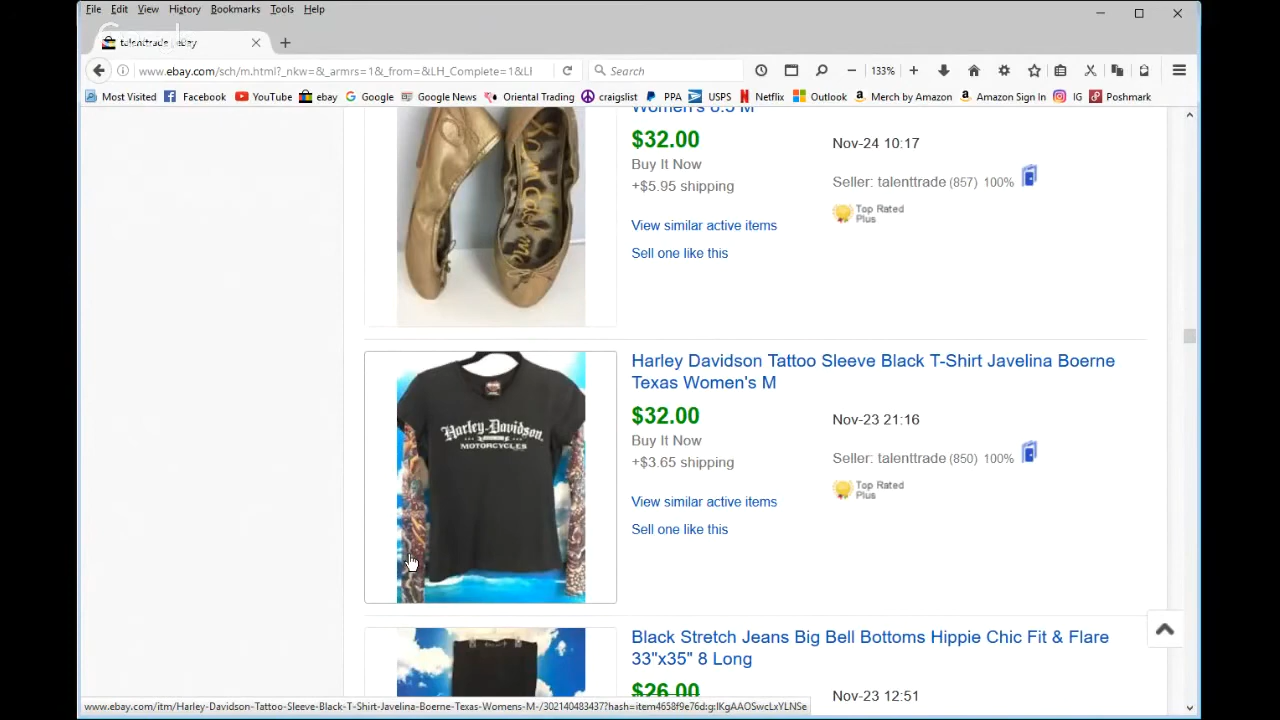 File Edit View History Bookmarks Tools Help
talenttrade | eBay
www.ebay.com/sch/m.html?_nkw=&_armrs=1&_from=&LH_Complete=1&LI Search 133%
Most Visited Facebook YouTube ebay Google Google News Oriental Trading craigslist PPA USPS Netflix Outlook Merch by Amazon Amazon Sign In IG Poshmark
Women's 8.5 M
$32.00
Nov-24 10:17
Buy It Now
+$5.95 shipping
Seller: talenttrade (857) 100%
Top Rated
Plus
View similar active items
Sell one like this
Harley Davidson Tattoo Sleeve Black T-Shirt Javelina Boerne
Texas Women's M
$32.00
Nov-23 21:16
Buy It Now
+$3.65 shipping
Seller: talenttrade (850) 100%
Top Rated
Plus
View similar active items
Sell one like this
Harley-Davidson
MOTORCYCLES
Black Stretch Jeans Big Bell Bottoms Hippie Chic Fit & Flare
33"x35" 8 Long
$26.00
Nov-23 12:51
www.ebay.com/itm/Harley-Davidson-Tattoo-Sleeve-Black-T-Shirt-Javelina-Boerne-Texas-Womens-M-/302140483437?hash=item4658f9e76d:g:IKgAAOSwcLxYLNSe